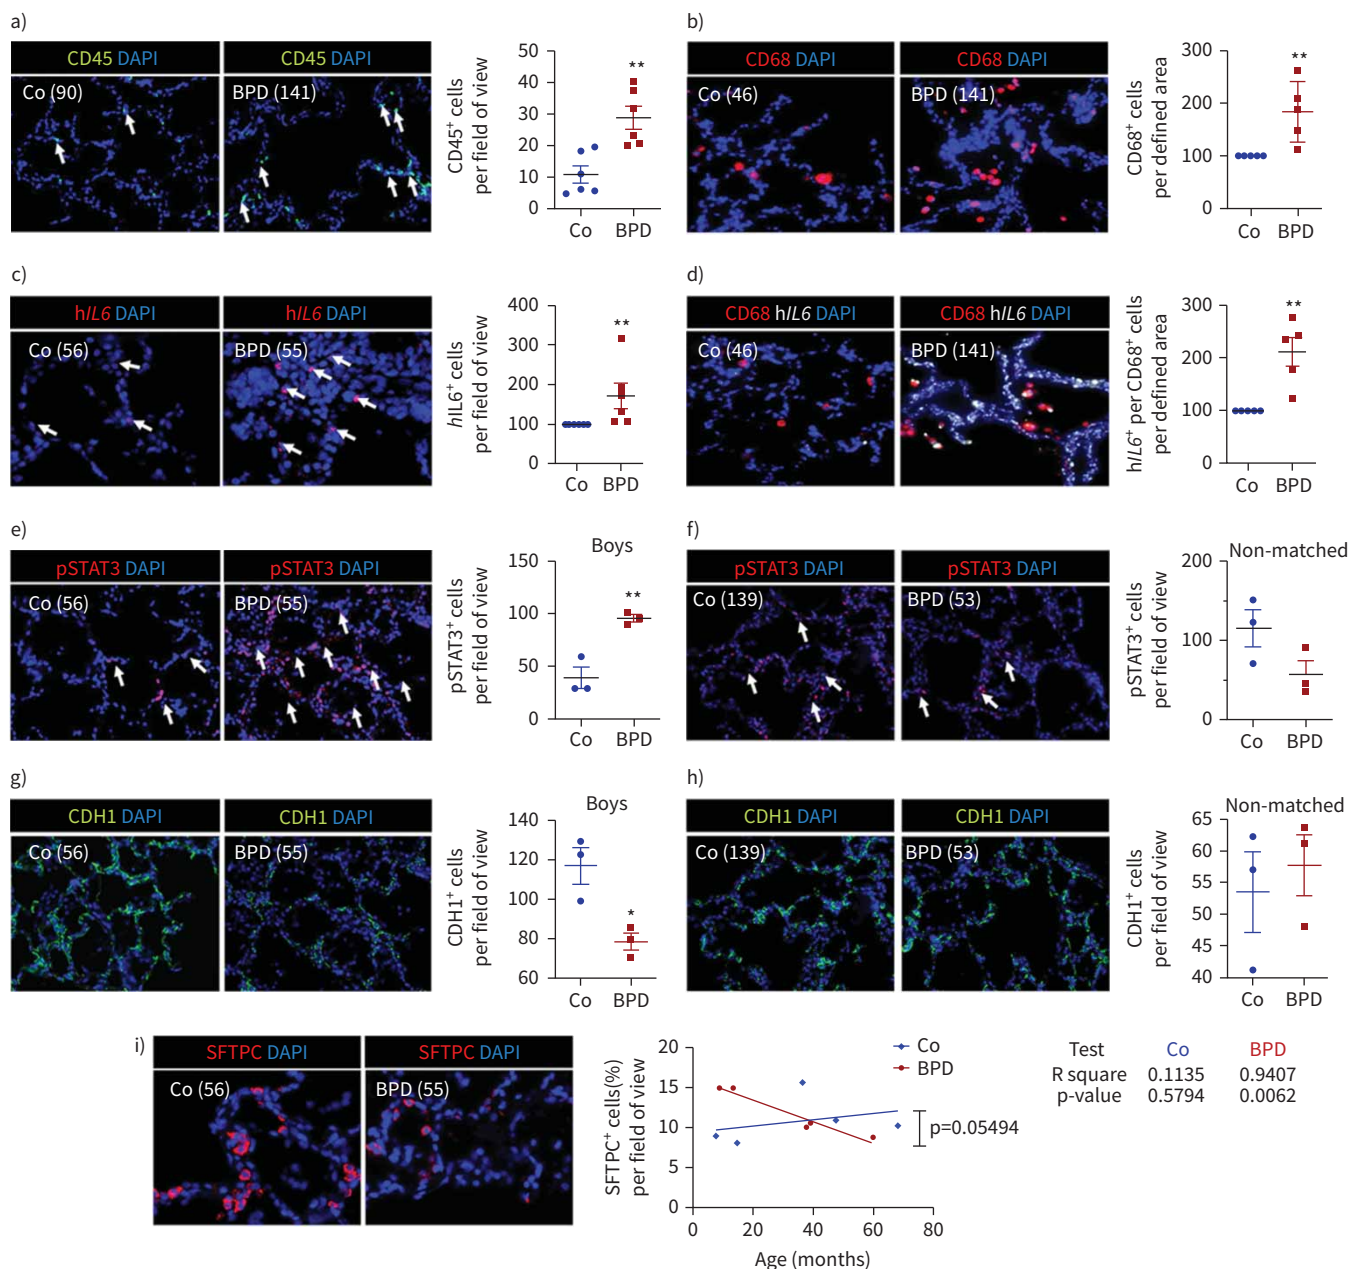 a)
CD45 DAPI
CD45 DAPI
Co (90)
BPD (141)
CD45+ cells
per field of view
50
40
30
20
10
0
**
Co
BPD
b)
CD68 DAPI
CD68 DAPI
Co (46)
BPD (141)
CD68+ cells
per defined area
300
200
100
0
**
Co
BPD
c)
hIL6 DAPI
hIL6 DAPI
Co (56)
BPD (55)
hIL6+ cells
per field of view
400
300
200
100
0
**
Co
BPD
d)
CD68 hIL6
CD68 hIL6
Co (46)
BPD (141)
hIL6+ per CD68+ cells
per defined area
300
200
100
0
**
Co
BPD
e)
pSTAT3 DAPI
pSTAT3 DAPI
Co (56)
BPD (55)
pSTAT3+ cells
per field of view
Boys
150
100
50
0
**
Co
BPD
f)
pSTAT3 DAPI
pSTAT3 DAPI
Co (139)
BPD (53)
pSTAT3+ cells
per field of view
Non-matched
200
100
0
Co
BPD
g)
CDH1 DAPI
CDH1 DAPI
Co (56)
BPD (55)
CDH1+ cells
per field of view
Boys
140
120
100
80
60
*
Co
BPD
h)
CDH1 DAPI
CDH1 DAPI
Co (139)
BPD (53)
CDH1+ cells
per field of view
Non-matched
65
60
55
50
45
40
Co
BPD
i)
SFTPC DAPI
SFTPC DAPI
Co (56)
BPD (55)
SFTPC+ cells(%)
per field of view
20
15
10
5
0
0 20 40 60 80
Age (months)
Co
BPD
p=0.05494
Test Co BPD
R square 0.1135 0.9407
p-value 0.5794 0.0062